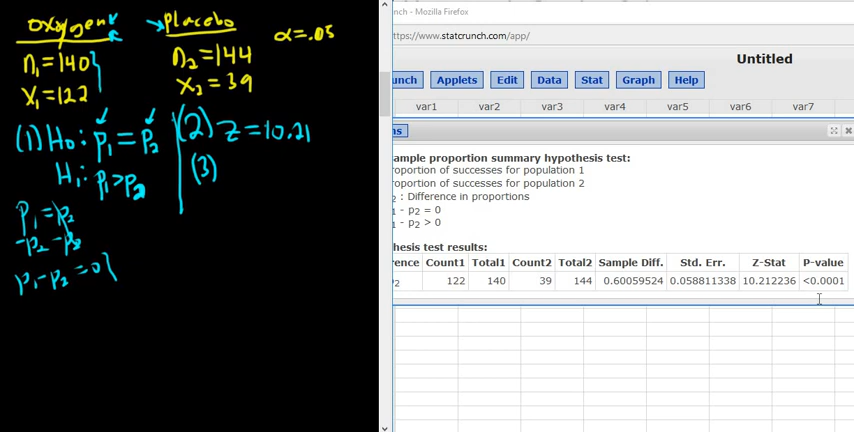 oxygen placebo α=.05
n₁=140 n₂=144
x₁=122 x₂=39
(1) H₀: p₁=p₂ (2) Z=10.21
H₁: p₁>p₂ (3)
p₁=p₂
-p₂ -p₂
p₁-p₂=0
nch - Mozilla Firefox
https://www.statcrunch.com/app/
Untitled
unch Applets Edit Data Stat Graph Help
var1 var2 var3 var4 var5 var6 var7
ns
ample proportion summary hypothesis test:
roportion of successes for population 1
roportion of successes for population 2
2 : Difference in proportions
1 - p2 = 0
1 - p2 > 0
hesis test results:
rence Count1 Total1 Count2 Total2 Sample Diff. Std. Err. Z-Stat P-value
p2 122 140 39 144 0.60059524 0.058811338 10.212236 <0.0001